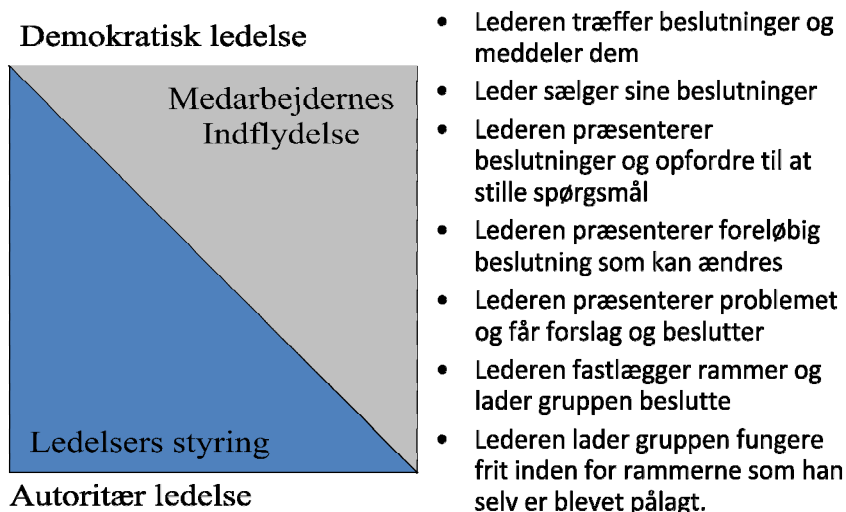 Demokratisk ledelse
Medarbejdernes
Indflydelse
Ledelsers styring
Autoritær ledelse
• Lederen træffer beslutninger og
meddeler dem
• Leder sælger sine beslutninger
• Lederen præsenterer
beslutninger og opfordre til at
stille spørgsmål
• Lederen præsenterer foreløbig
beslutning som kan ændres
• Lederen præsenterer problemet
og får forslag og beslutter
• Lederen fastlægger rammer og
lader gruppen beslutte
• Lederen lader gruppen fungere
frit inden for rammerne som han
selv er blevet pålagt.